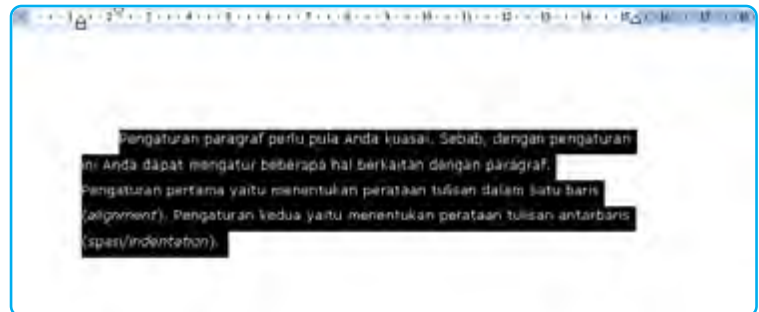 Pengaturan paragraf perlu pula Anda kuasai. Sebab, dengan pengaturan
ini Anda dapat mengatur beberapa hal berkaitan dengan paragraf.
Pengaturan pertama yaitu menentukan perataan tulisan dalam satu baris
(alignment). Pengaturan kedua yaitu menentukan perataan tulisan antarbaris
(spasi/indentation).